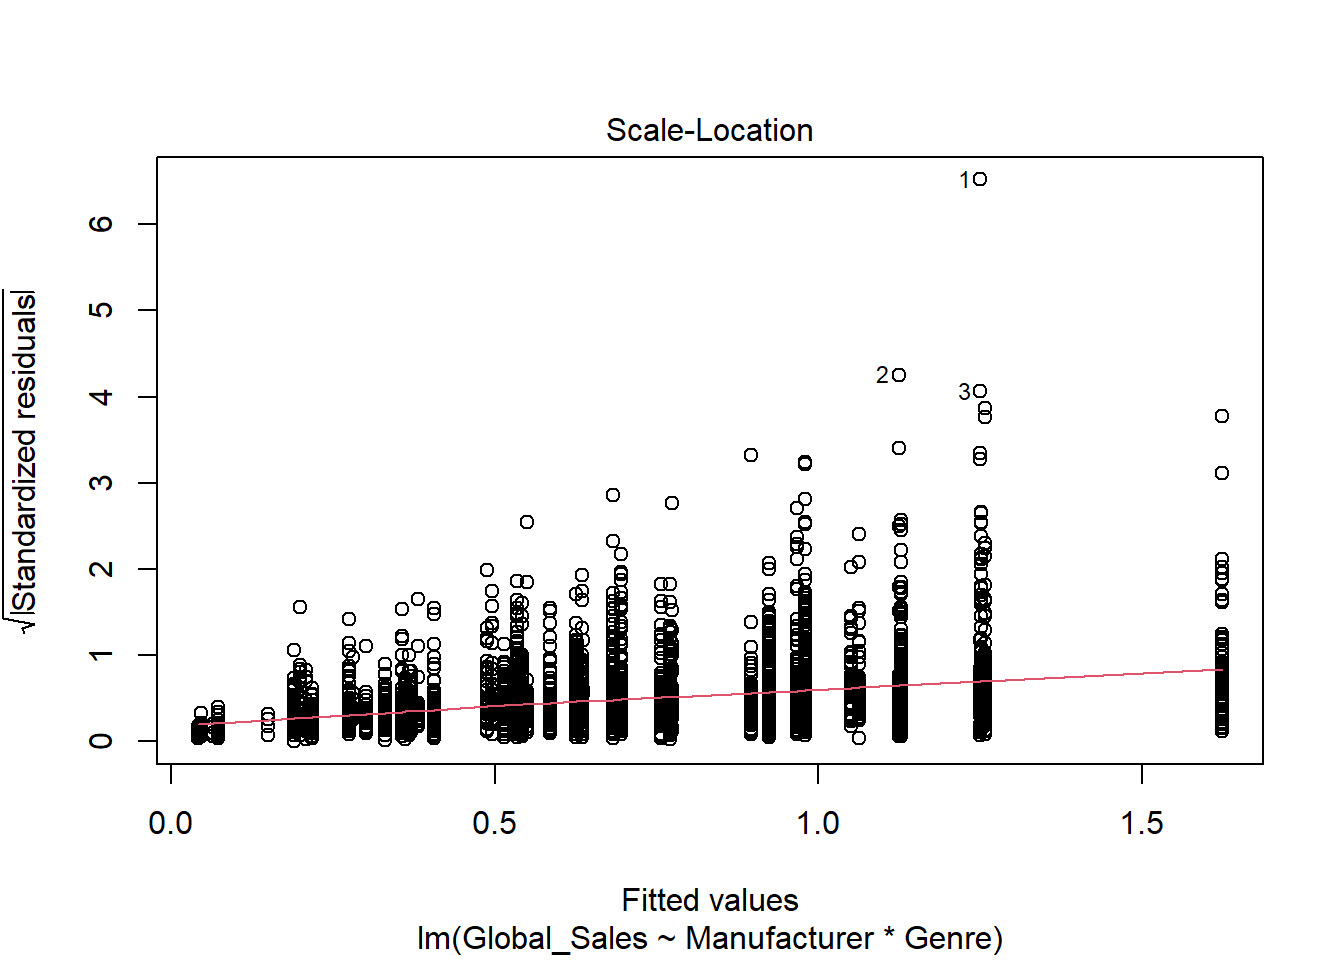 Scale-Location
√|Standardized residuals|
6
5
4
3
2
1
0
1
2
3
0.0 0.5 1.0 1.5
Fitted values
lm(Global_Sales ~ Manufacturer * Genre)